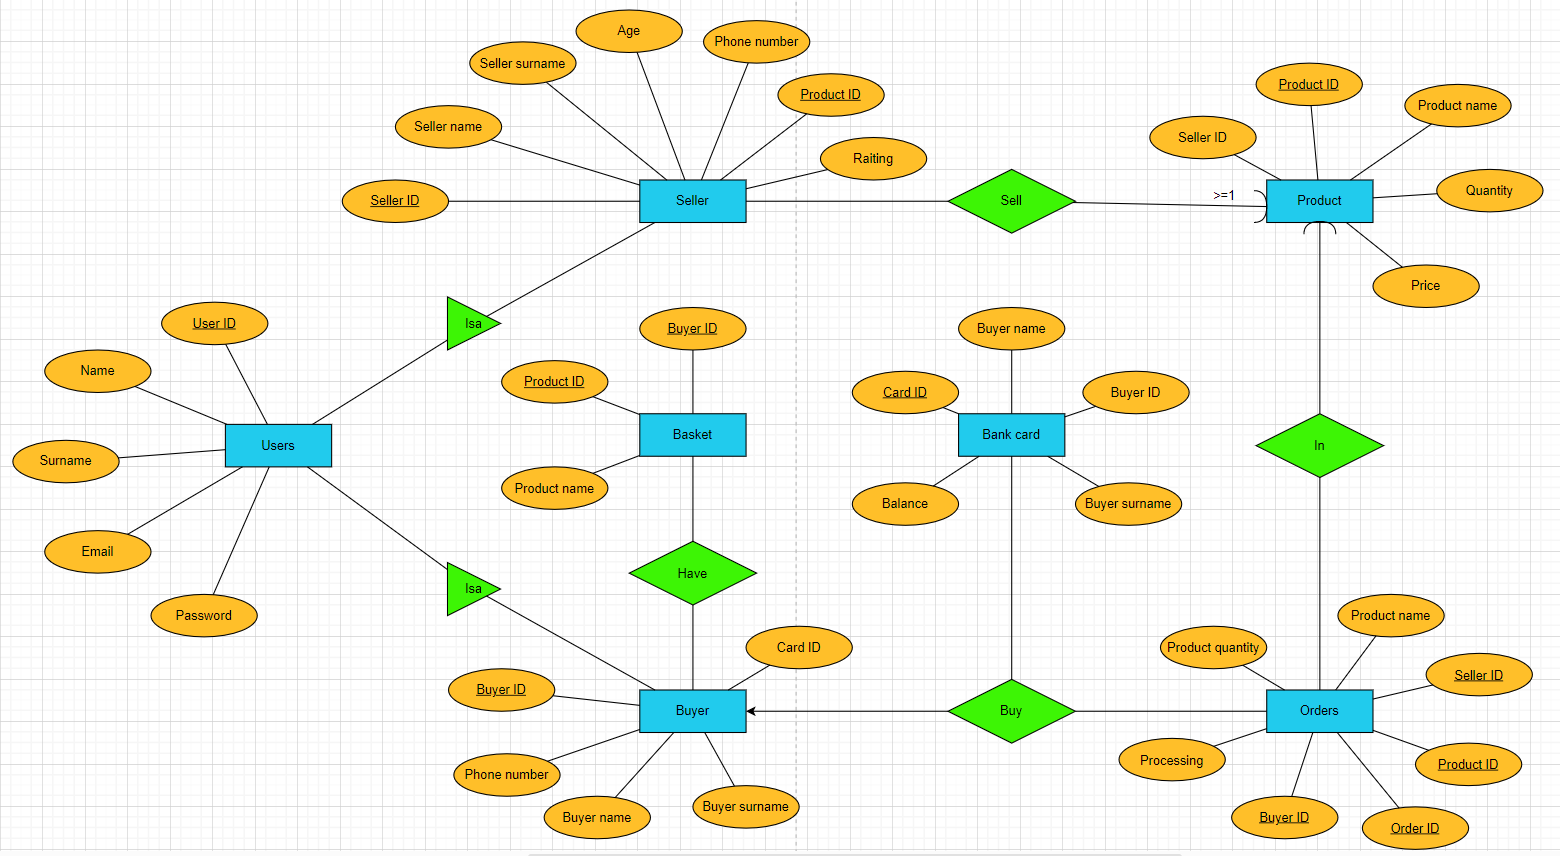 Age
Phone number
Seller surname
Product ID
Product ID
Product name
Seller name
Seller ID
Raiting
Quantity
>=1
Seller ID
Seller
Sell
Product
Price
User ID
Isa
Buyer ID
Buyer name
Name
Product ID
Card ID
Buyer ID
Users
Basket
Bank card
In
Surname
Product name
Balance
Buyer surname
Email
Have
Isa
Password
Product name
Card ID
Product quantity
Seller ID
Buyer ID
Buyer
Buy
Orders
Processing
Product ID
Phone number
Buyer name
Buyer surname
Buyer ID
Order ID